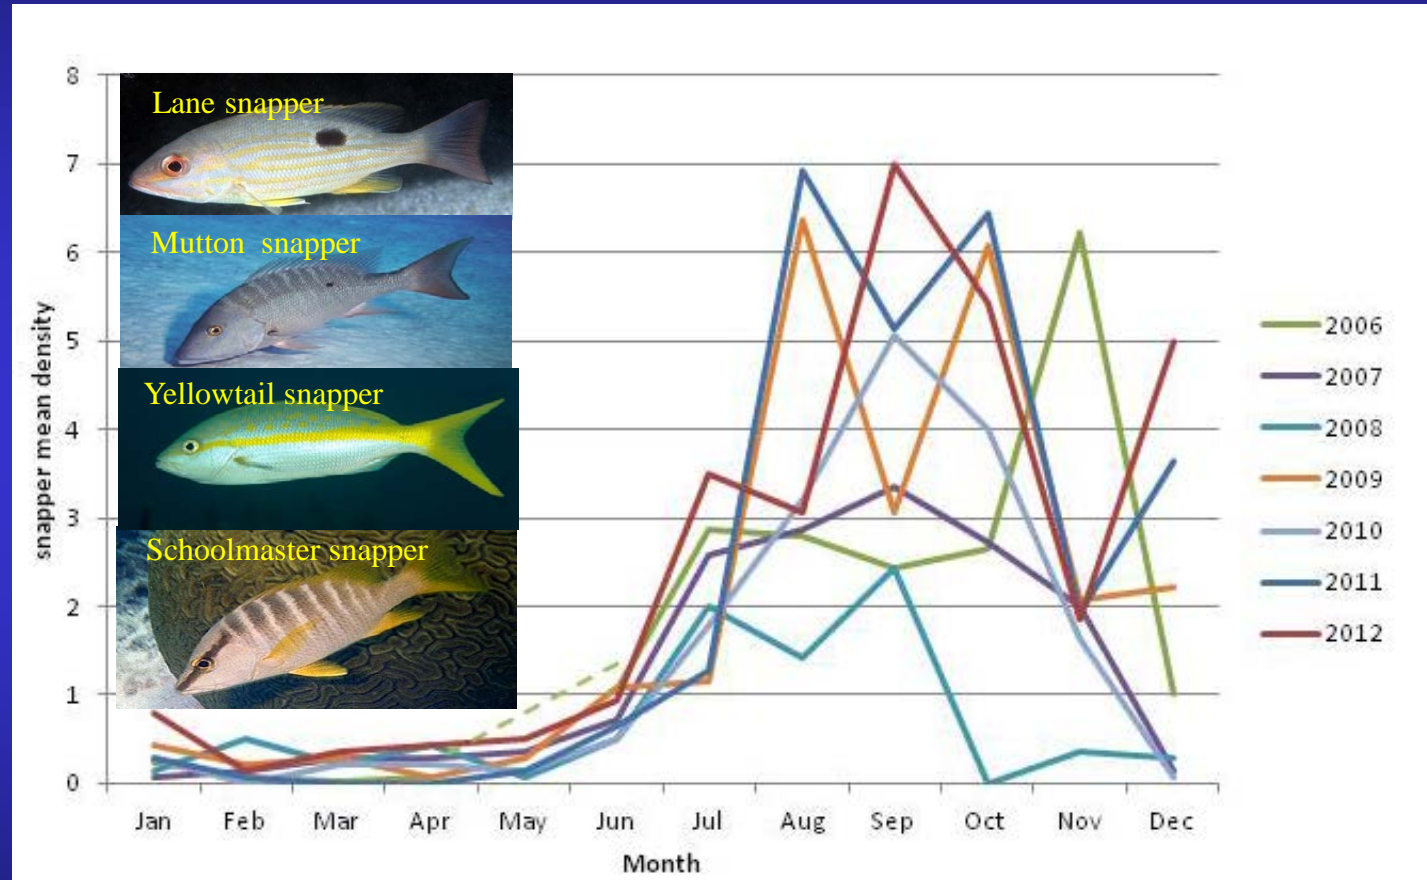 8
7
6
5
4
3
2
1
0
snapper mean density
Lane snapper
Mutton snapper
Yellowtail snapper
Schoolmaster snapper
Jan Feb Mar Apr May Jun Jul Aug Sep Oct Nov Dec
Month
2006
2007
2008
2009
2010
2011
2012